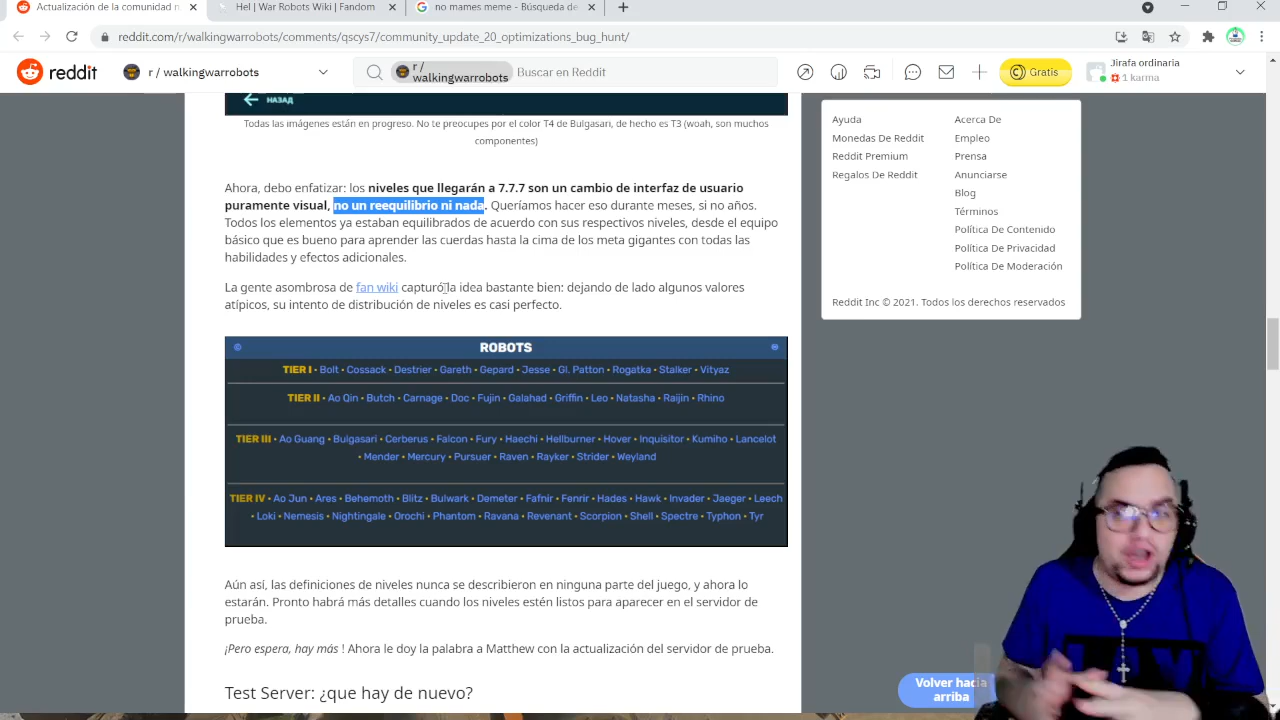 Actualización de la comunidad n
Hel | War Robots Wiki | Fandom
no mames meme - Búsqueda de
reddit.com/r/walkingwarrobots/comments/qscys7/community_update_20_optimizations_bug_hunt/
reddit
r / walkingwarrobots
r /
walkingwarrobots
Buscar en Reddit
Gratis
Jirafa ordinaria
1 karma
НАЗАД
Todas las imágenes están en progreso. No te preocupes por el color T4 de Bulgasari, de hecho es T3 (woah, son muchos
componentes)
Ahora, debo enfatizar: los niveles que llegarán a 7.7.7 son un cambio de interfaz de usuario
puramente visual, no un reequilibrio ni nada. Queríamos hacer eso durante meses, si no años.
Todos los elementos ya estaban equilibrados de acuerdo con sus respectivos niveles, desde el equipo
básico que es bueno para aprender las cuerdas hasta la cima de los meta gigantes con todas las
habilidades y efectos adicionales.
La gente asombrosa de fan wiki capturó la idea bastante bien: dejando de lado algunos valores
atípicos, su intento de distribución de niveles es casi perfecto.
ROBOTS
TIER I • Bolt • Cossack • Destrier • Gareth • Gepard • Jesse • Gl. Patton • Rogatka • Stalker • Vityaz
TIER II • Ao Qin • Butch • Carnage • Doc • Fujin • Galahad • Griffin • Leo • Natasha • Raijin • Rhino
TIER III • Ao Guang • Bulgasari • Cerberus • Falcon • Fury • Haechi • Hellburner • Hover • Inquisitor • Kumiho • Lancelot
• Mender • Mercury • Pursuer • Raven • Rayker • Strider • Weyland
TIER IV • Ao Jun • Ares • Behemoth • Blitz • Bulwark • Demeter • Fafnir • Fenrir • Hades • Hawk • Invader • Jaeger • Leech
• Loki • Nemesis • Nightingale • Orochi • Phantom • Ravana • Revenant • Scorpion • Shell • Spectre • Typhon • Tyr
Aún así, las definiciones de niveles nunca se describieron en ninguna parte del juego, y ahora lo
estarán. Pronto habrá más detalles cuando los niveles estén listos para aparecer en el servidor de
prueba.
¡Pero espera, hay más ! Ahora le doy la palabra a Matthew con la actualización del servidor de prueba.
Test Server: ¿que hay de nuevo?
Ayuda
Acerca De
Monedas De Reddit
Empleo
Reddit Premium
Prensa
Regalos De Reddit
Anunciarse
Blog
Términos
Política De Contenido
Política De Privacidad
Política De Moderación
Reddit Inc © 2021. Todos los derechos reservados
Volver hacia
arriba